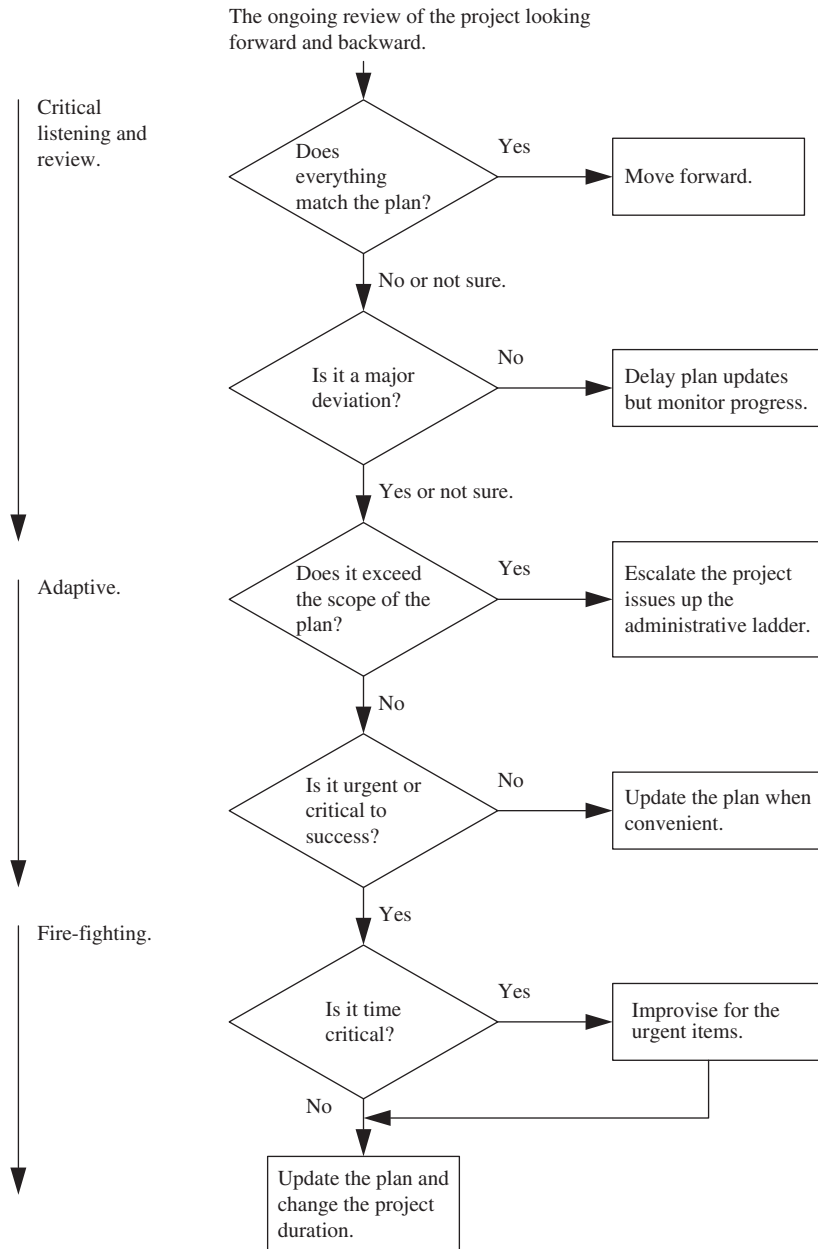 The ongoing review of the project looking
forward and backward.
Critical
listening and
review.
Does
everything
match the plan?
Yes
Move forward.
No or not sure.
Is it a major
deviation?
No
Delay plan updates
but monitor progress.
Yes or not sure.
Adaptive.
Does it exceed
the scope of the
plan?
Yes
Escalate the project
issues up the
administrative ladder.
No
Is it urgent or
critical to
success?
No
Update the plan when
convenient.
Yes
Fire-fighting.
Is it time
critical?
Yes
Improvise for the
urgent items.
No
Update the plan and
change the project
duration.